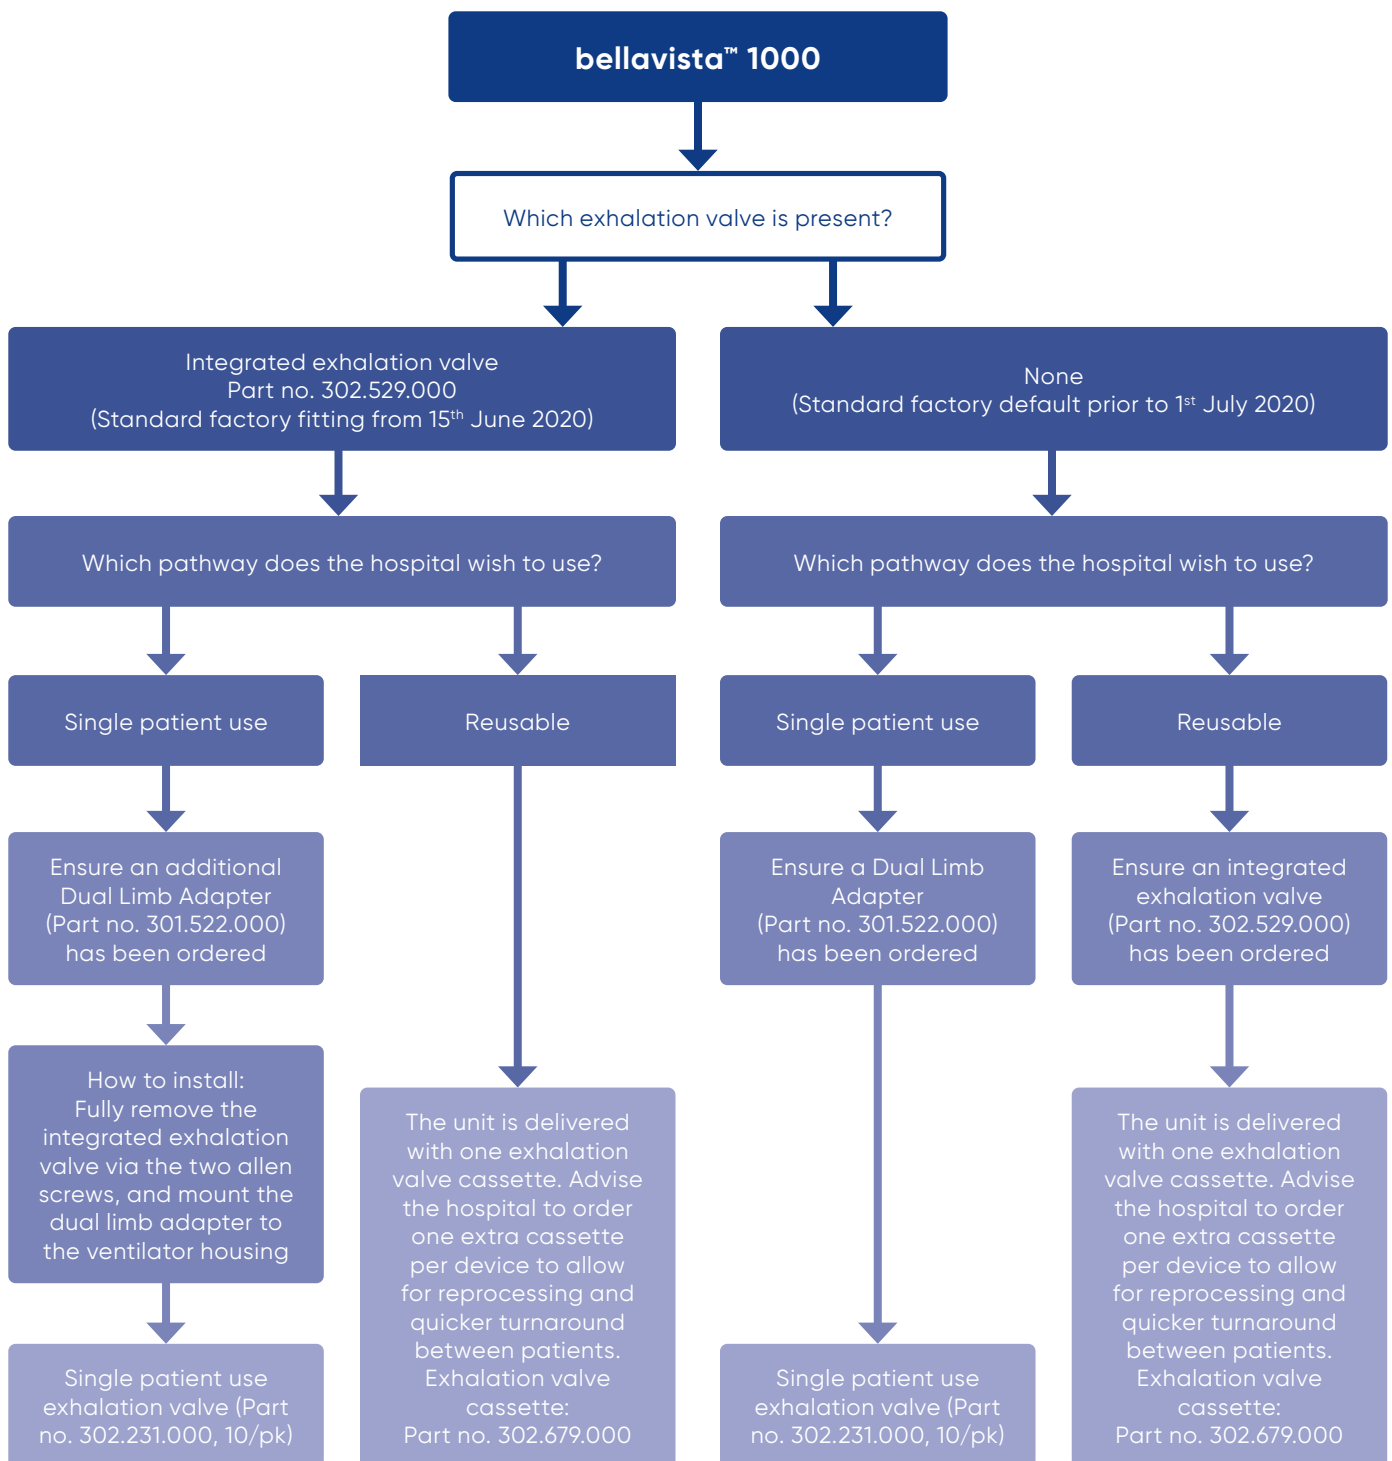 bellavista™ 1000
Which exhalation valve is present?
Integrated exhalation valve
Part no. 302.529.000
(Standard factory fitting from 15th June 2020)
None
(Standard factory default prior to 1st July 2020)
Which pathway does the hospital wish to use?
Which pathway does the hospital wish to use?
Single patient use
Reusable
Single patient use
Reusable
Ensure an additional
Dual Limb Adapter
(Part no. 301.522.000)
has been ordered
Ensure a Dual Limb
Adapter
(Part no. 301.522.000)
has been ordered
Ensure an integrated
exhalation valve
(Part no. 302.529.000)
has been ordered
How to install:
Fully remove the
integrated exhalation
valve via the two allen
screws, and mount the
dual limb adapter to
the ventilator housing
The unit is delivered
with one exhalation
valve cassette. Advise
the hospital to order
one extra cassette
per device to allow
for reprocessing and
quicker turnaround
between patients.
Exhalation valve
cassette:
Part no. 302.679.000
The unit is delivered
with one exhalation
valve cassette. Advise
the hospital to order
one extra cassette
per device to allow
for reprocessing and
quicker turnaround
between patients.
Exhalation valve
cassette:
Part no. 302.679.000
Single patient use
exhalation valve (Part
no. 302.231.000, 10/pk)
Single patient use
exhalation valve (Part
no. 302.231.000, 10/pk)